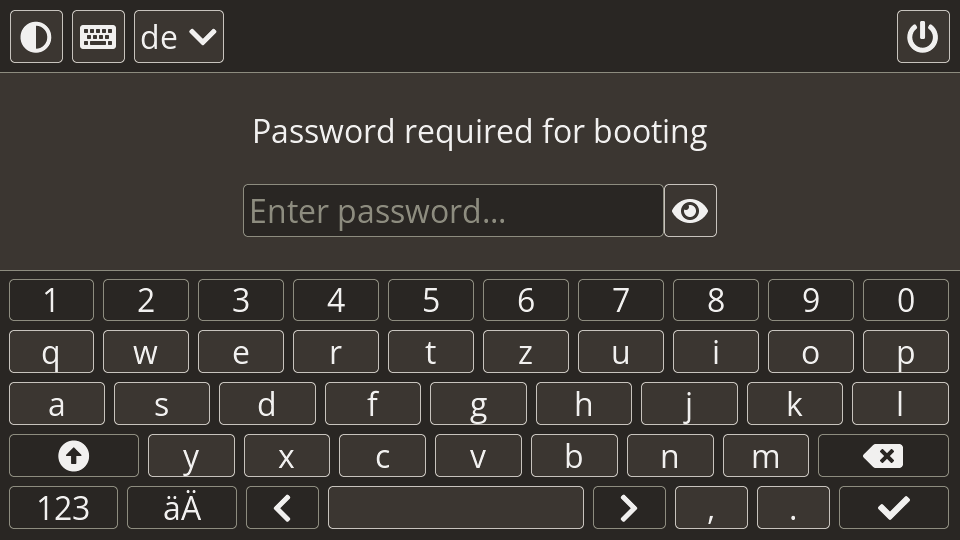 de
Password required for booting
Enter password...
1 2 3 4 5 6 7 8 9 0
q w e r t z u i o p
a s d f g h j k l
y x c v b n m
123 äÄ , .